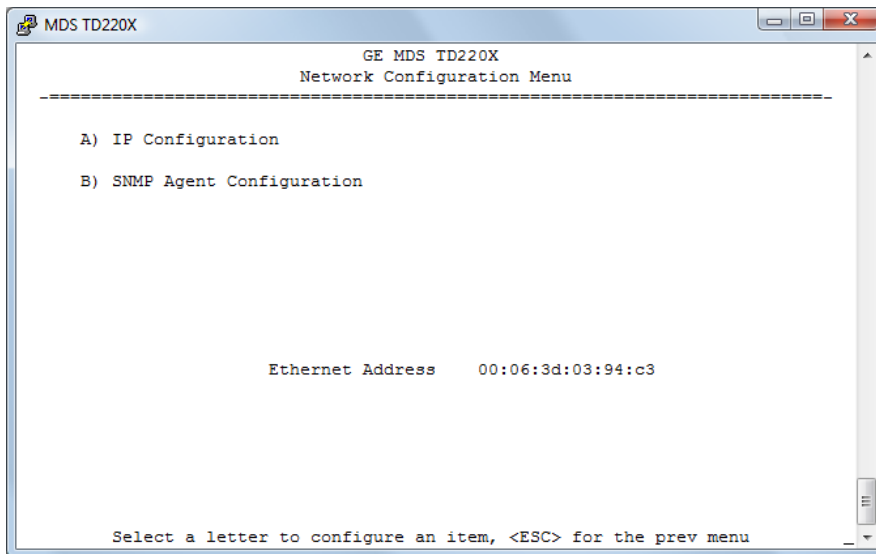 MDS TD220X
GE MDS TD220X
Network Configuration Menu
-==========================================================================-
A) IP Configuration
B) SNMP Agent Configuration
Ethernet Address 00:06:3d:03:94:c3
Select a letter to configure an item, <ESC> for the prev menu _